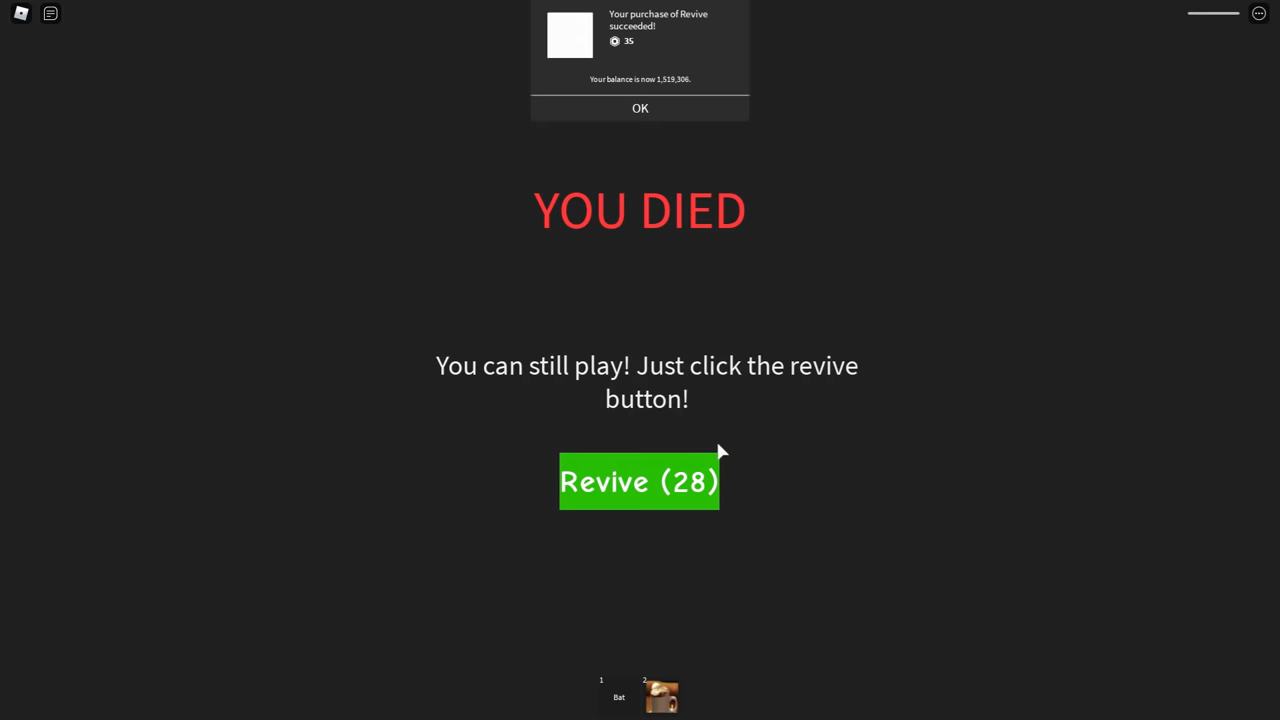 Your purchase of Revive
succeeded!
35
Your balance is now 1,519,306.
OK
YOU DIED
You can still play! Just click the revive
button!
Revive (28)
1
2
Bat